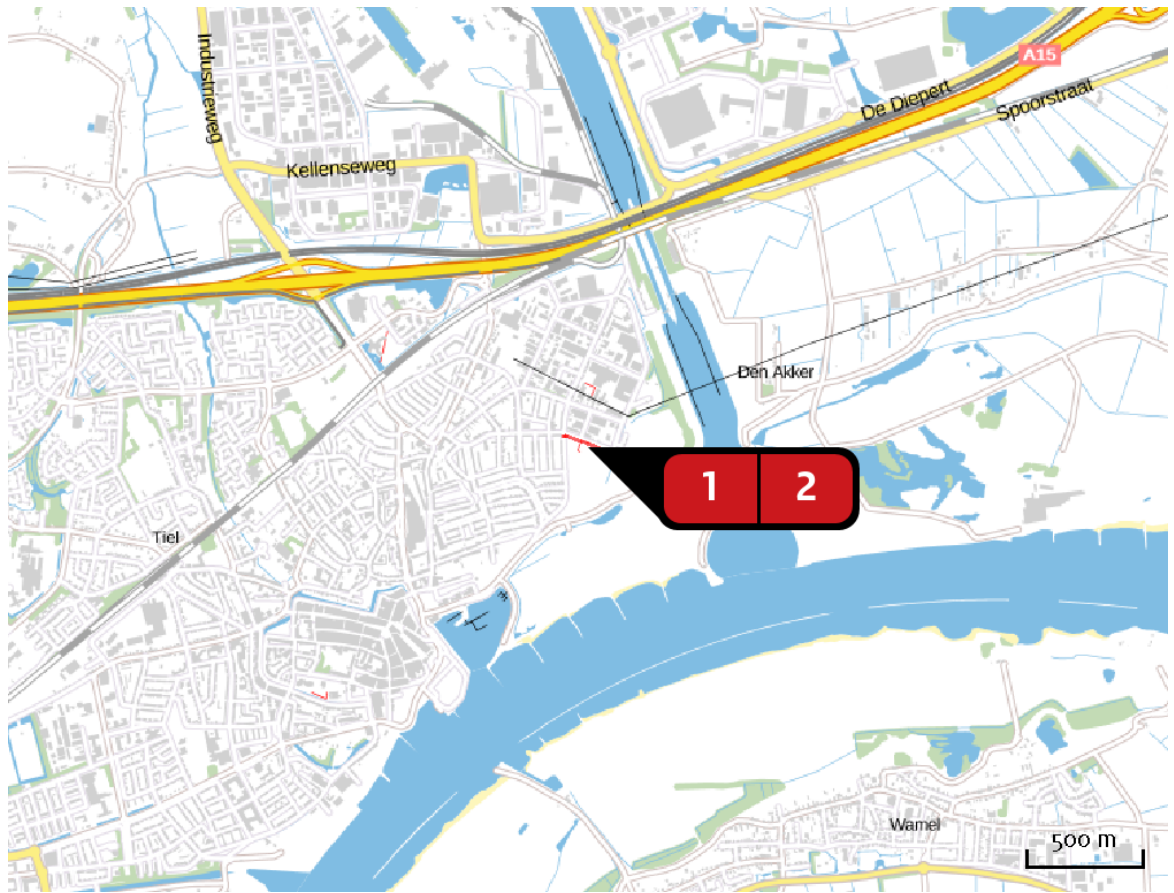 A15
De Diepert
Spoorstraat
Industrieweg
Kellenseweg
Den Akker
1 2
Tiel
Wamel
500 m